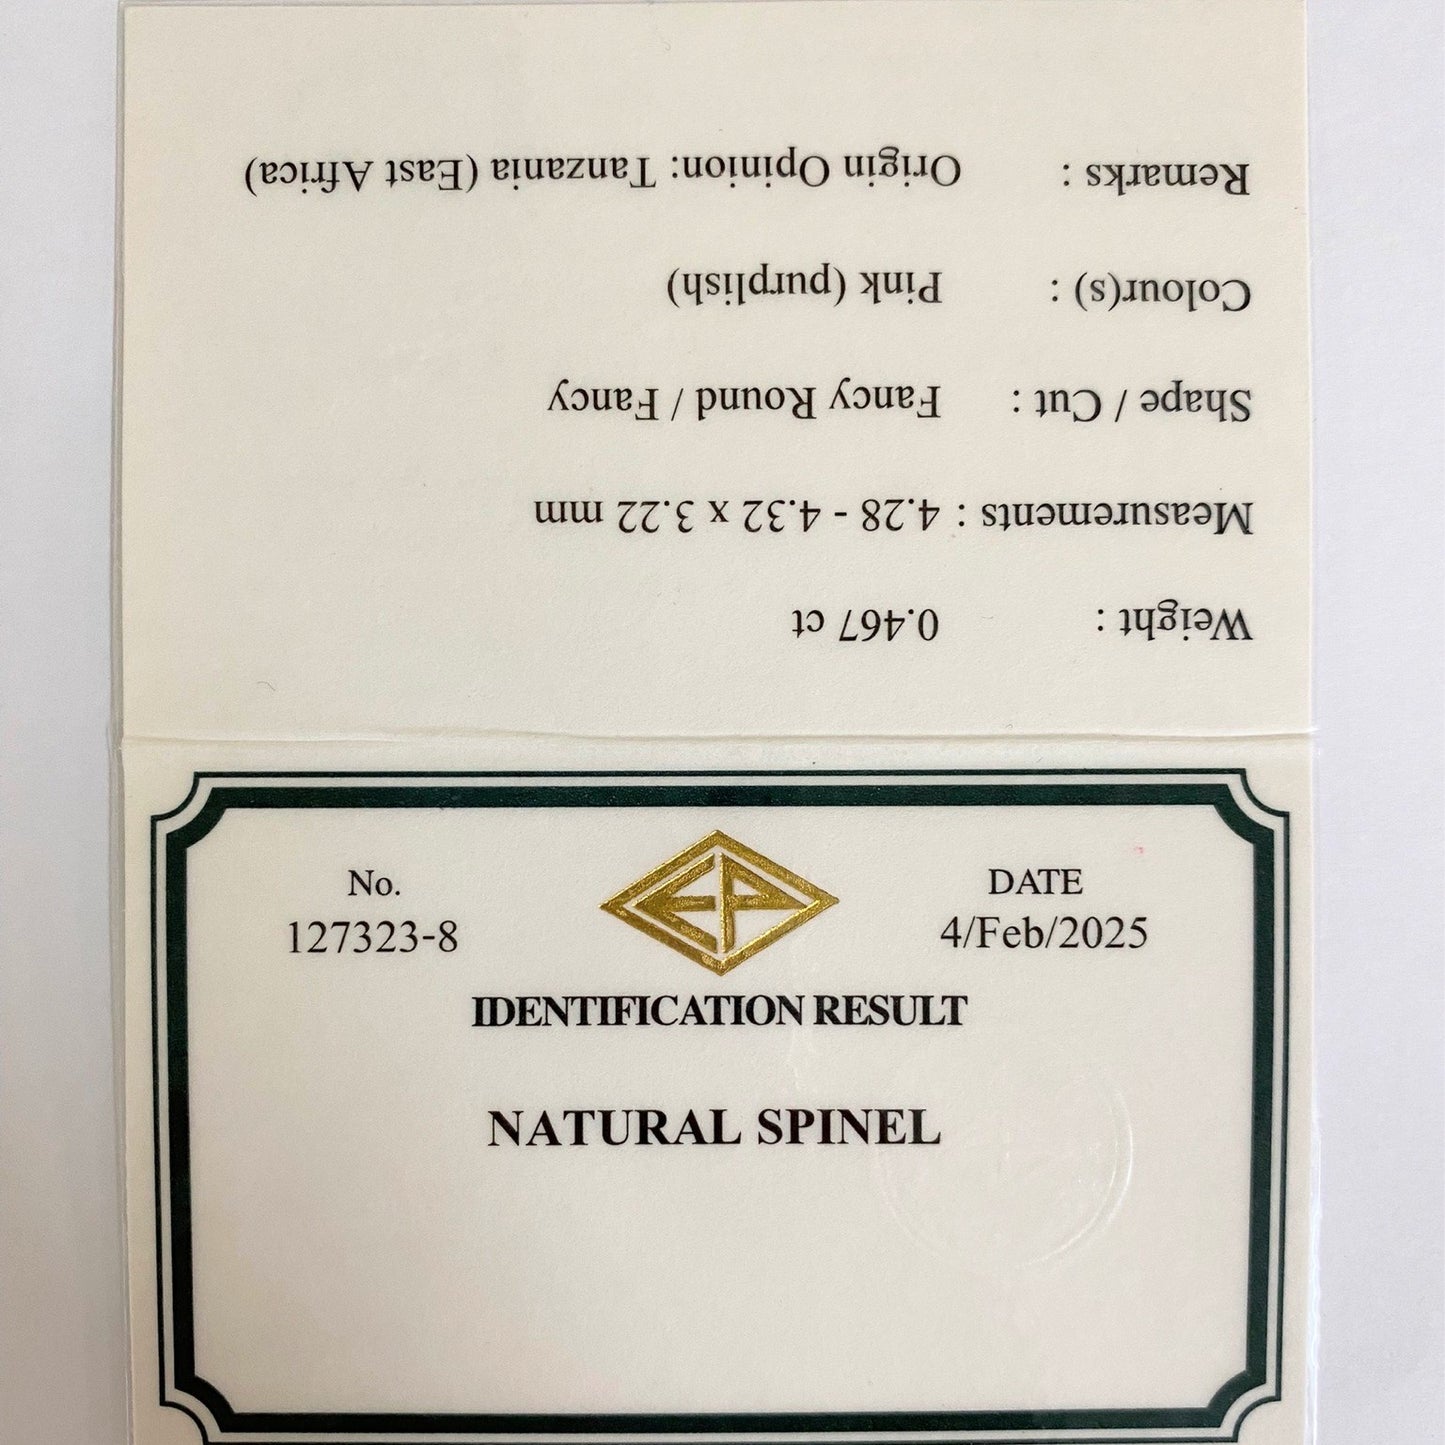 No.
127323-8
EP
DATE
4/Feb/2025
IDENTIFICATION RESULT
NATURAL SPINEL
Weight : 0.467 ct
Measurements : 4.28 - 4.32 x 3.22 mm
Shape / Cut : Fancy Round / Fancy
Colour(s) : Pink (purplish)
Remarks : Origin Opinion: Tanzania (East Africa)